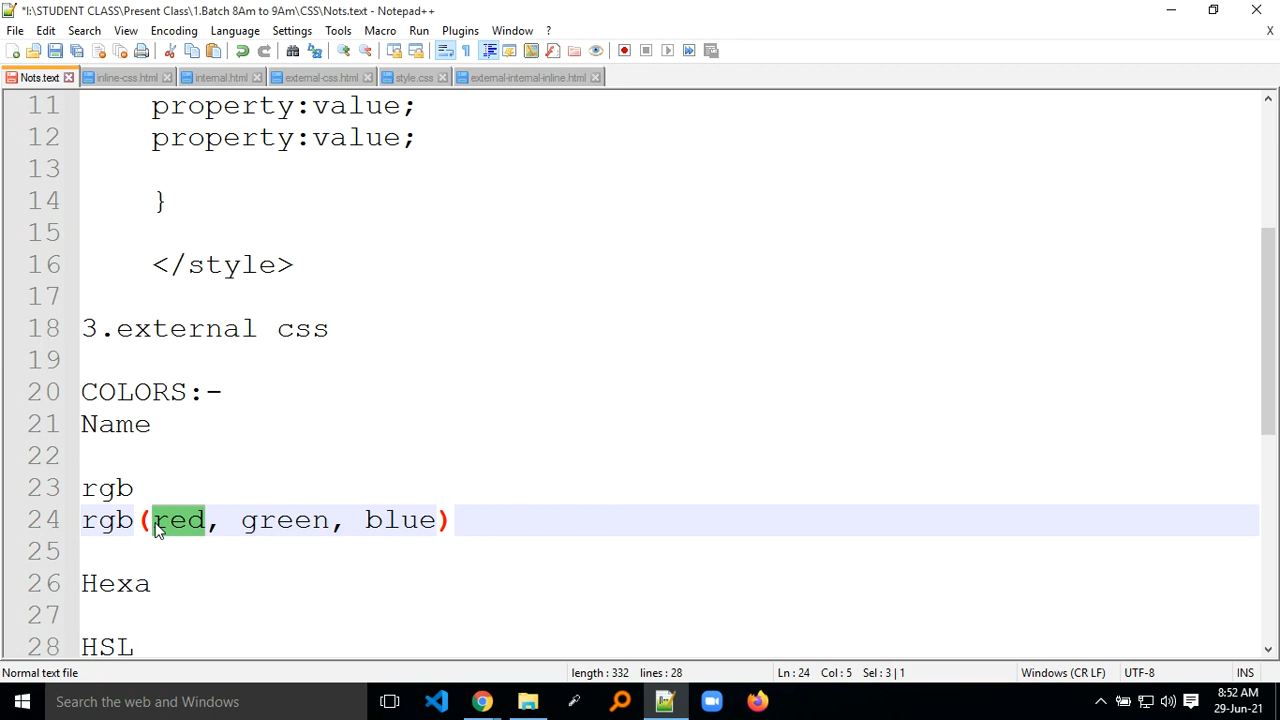 *I:\STUDENT CLASS\Present Class\1.Batch 8Am to 9Am\CSS\Nots.text - Notepad++
File Edit Search View Encoding Language Settings Tools Macro Run Plugins Window ?
X
Nots.text inline-css.html internal.html external-css.html style.css external-internal-inline.html
11 property:value;
12 property:value;
13
14 }
15
16 </style>
17
18 3.external css
19
20 COLORS:-
21 Name
22
23 rgb
24 rgb(red, green, blue)
25
26 Hexa
27
28 HSL
Normal text file length : 332 lines : 28 Ln : 24 Col : 5 Sel : 3 | 1 Windows (CR LF) UTF-8 INS
Search the web and Windows 8:52 AM
29-Jun-21